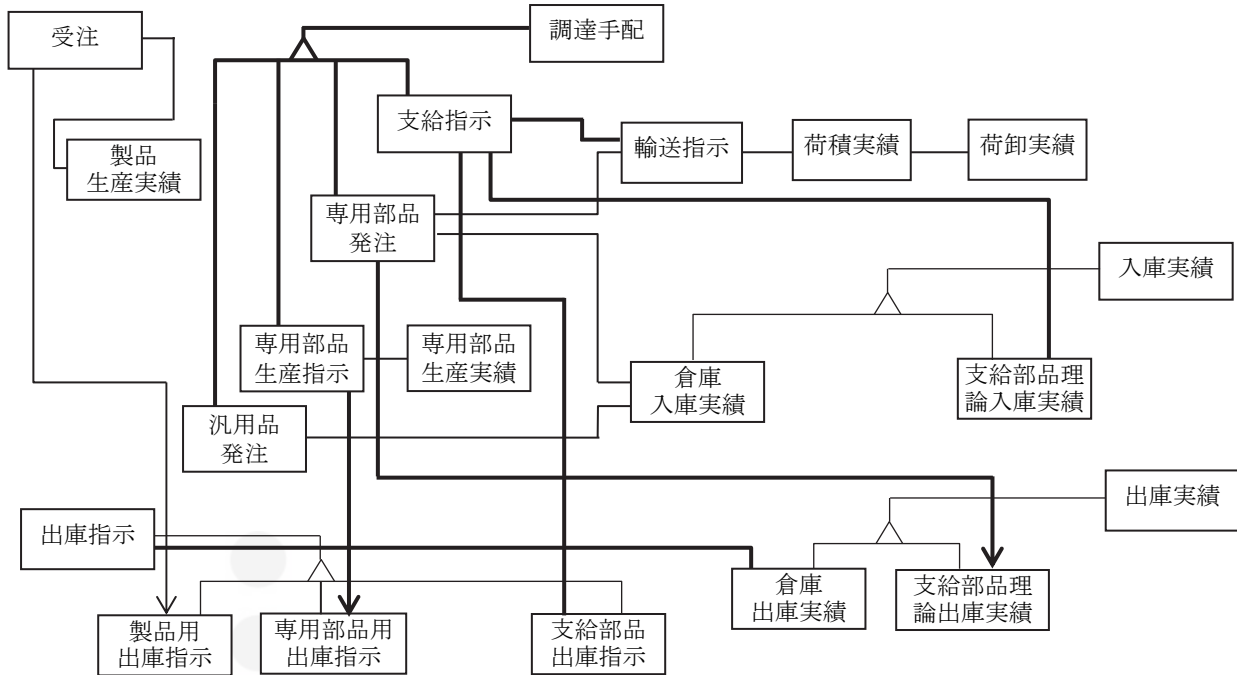 受注
調達手配
支給指示
輸送指示
荷積実績
荷卸実績
製品
生産実績
専用部品
発注
入庫実績
専用部品
生産指示
専用部品
生産実績
倉庫
入庫実績
支給部品理
論入庫実績
汎用品
発注
出庫実績
出庫指示
倉庫
出庫実績
支給部品理
論出庫実績
製品用
出庫指示
専用部品用
出庫指示
支給部品
出庫指示